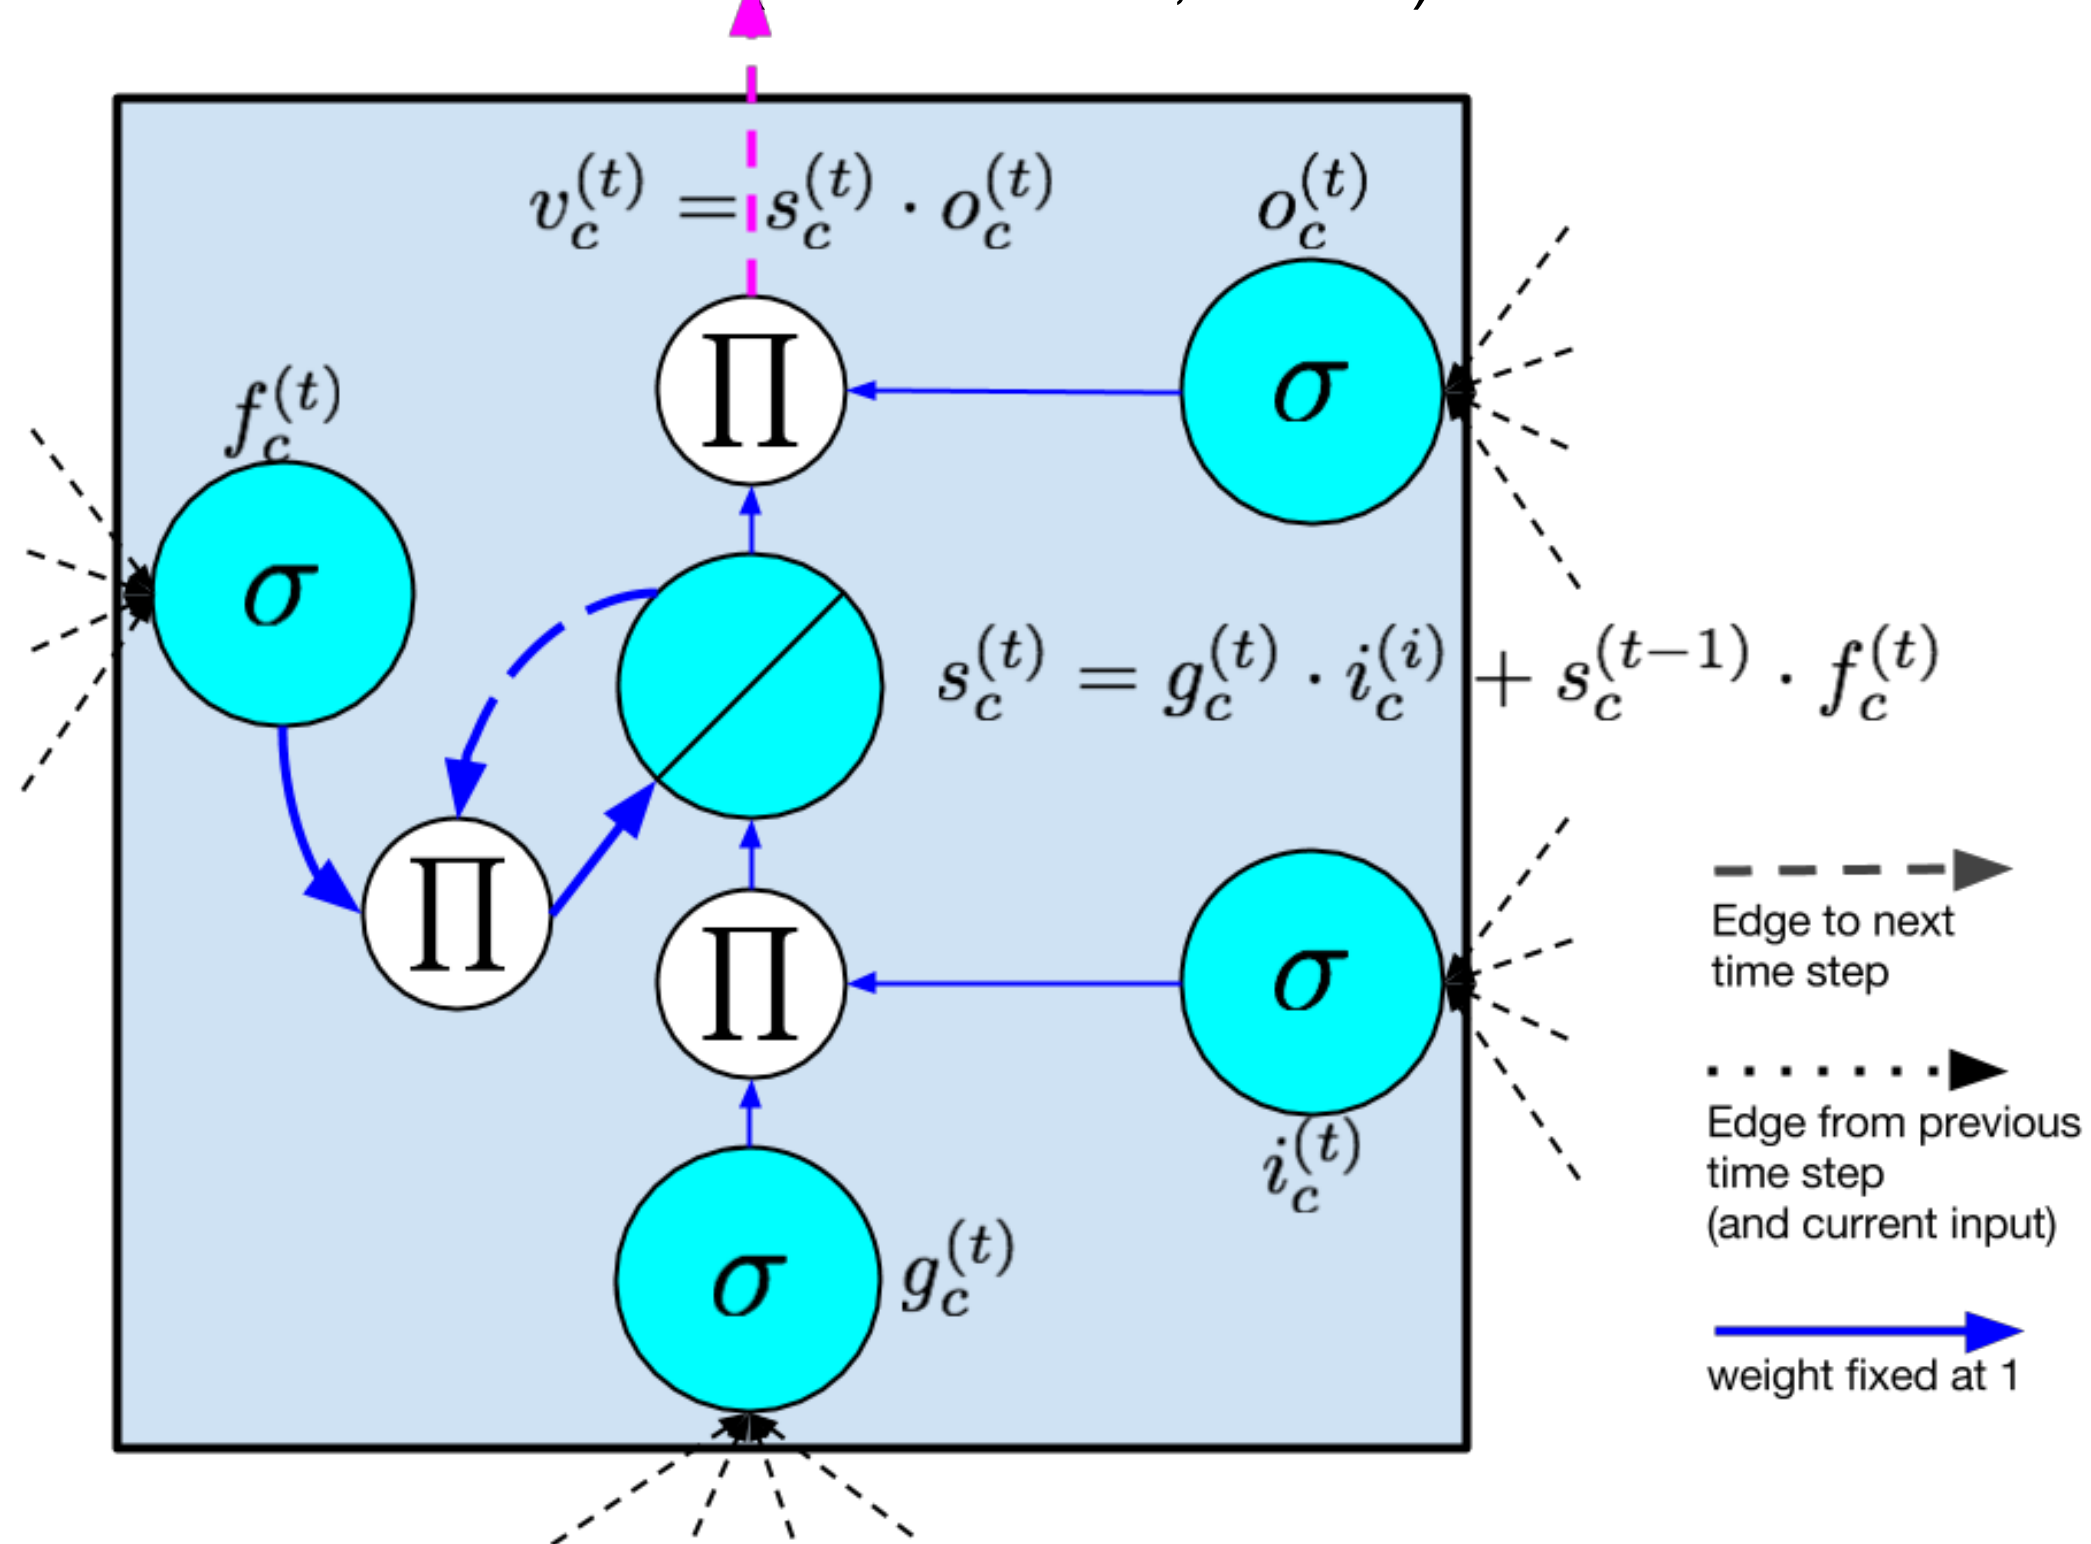 v_c^{(t)} = s_c^{(t)} · o_c^{(t)}
o_c^{(t)}
Π
σ
f_c^{(t)}
σ
s_c^{(t)} = g_c^{(t)} · i_c^{(i)} + s_c^{(t-1)} · f_c^{(t)}
Π
Π
σ
i_c^{(t)}
σ
g_c^{(t)}
Edge to next
time step
Edge from previous
time step
(and current input)
weight fixed at 1